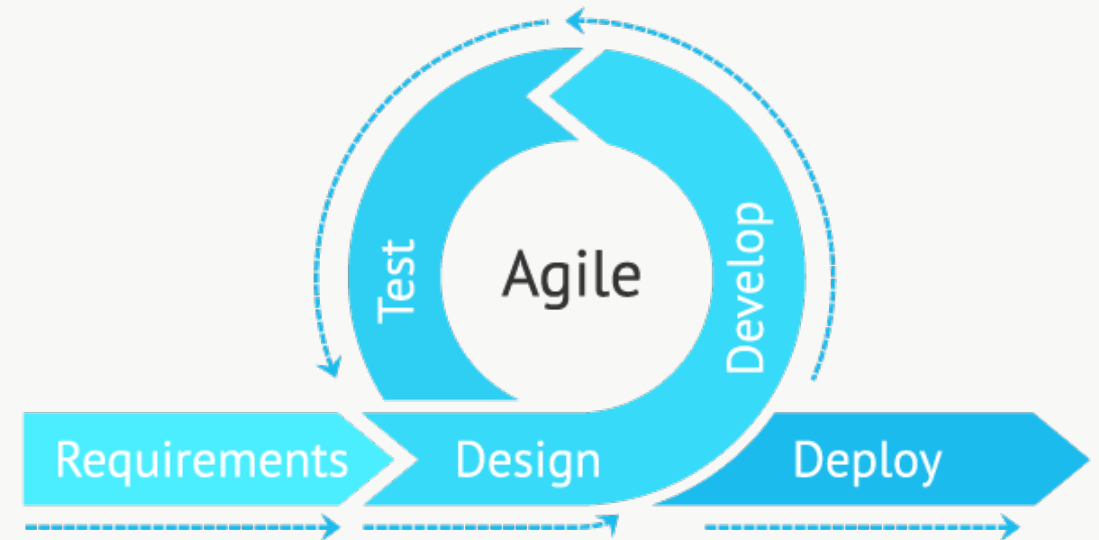 Agile
Test
Develop
Requirements
Design
Deploy